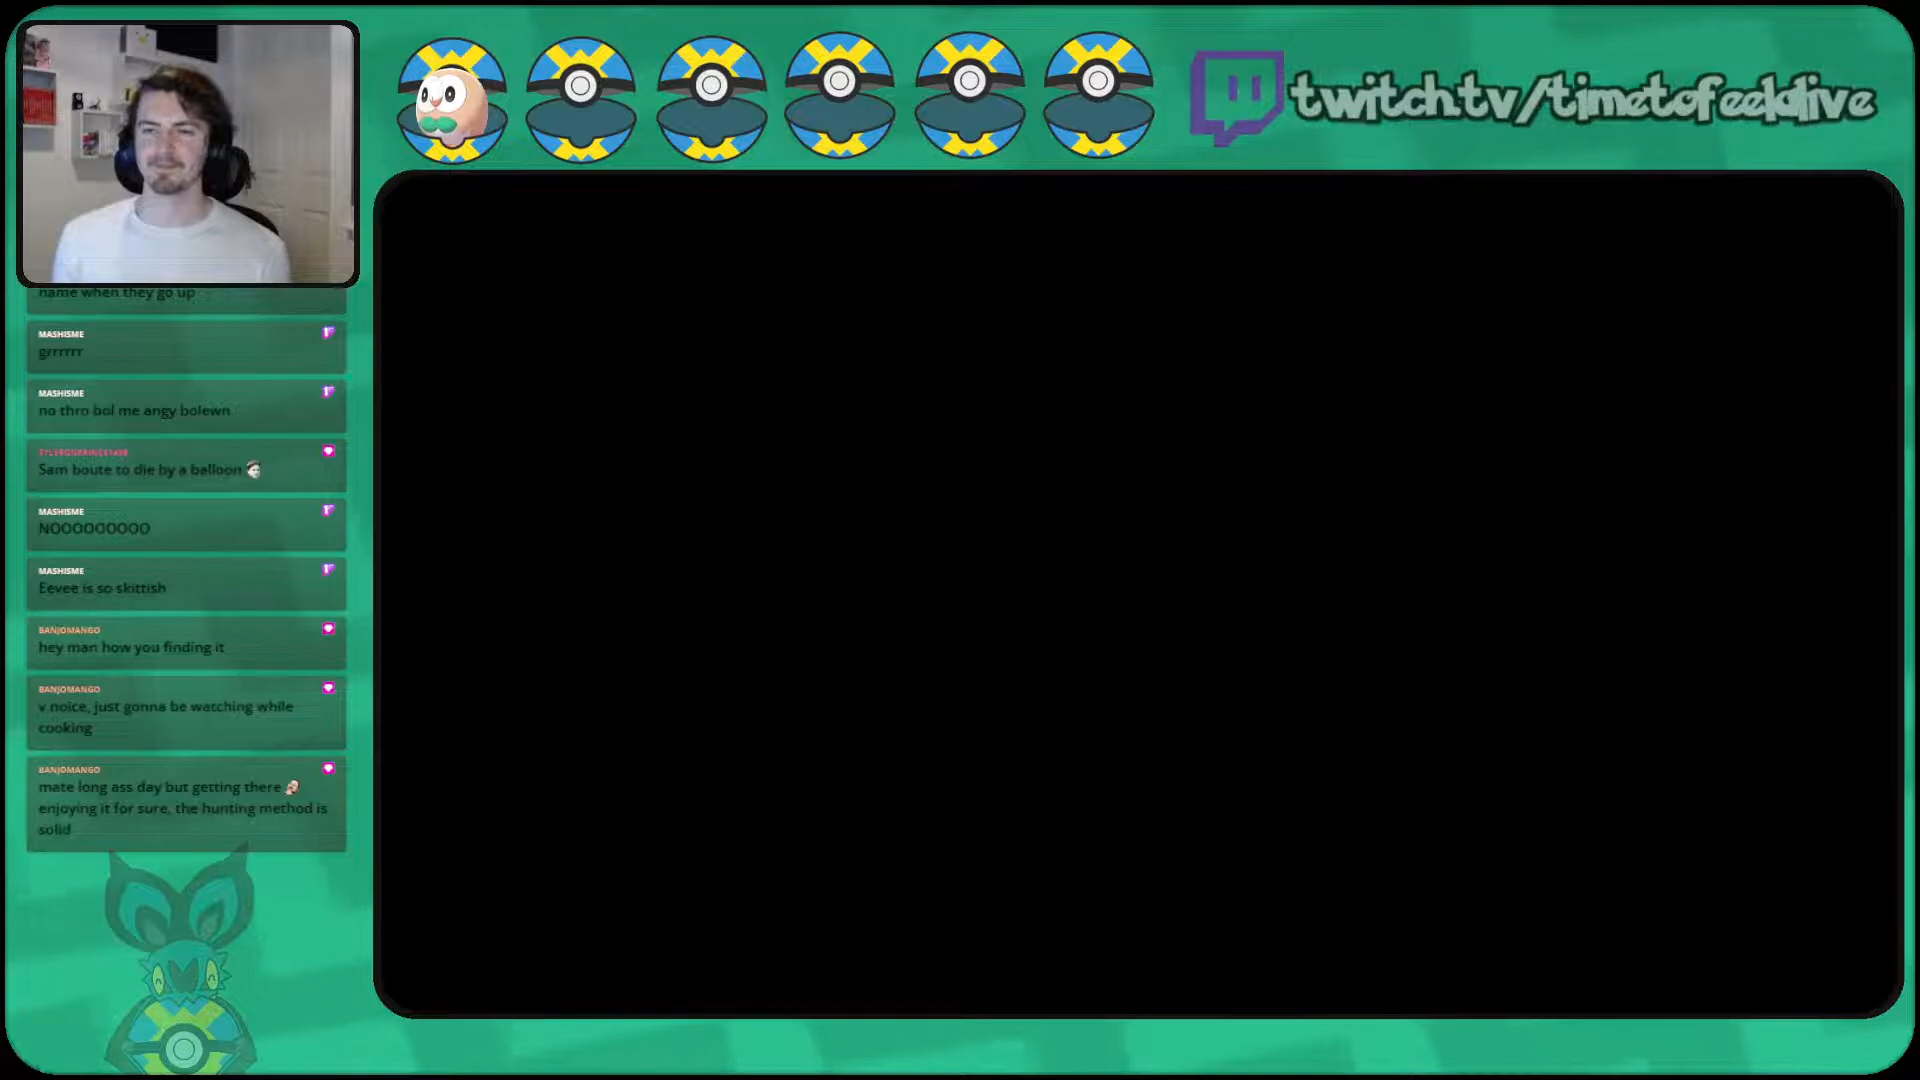 twitch.tv/timetofeelalive
name when they go up
MASHISME
grrrrrr
MASHISME
no thro bol me angy bolewn
Sam boute to die by a balloon
MASHISME
NOOOOOOOOO
MASHISME
Eevee is so skittish
BANJOMANGO
hey man how you finding it
BANJOMANGO
v noice, just gonna be watching while
cooking
BANJOMANGO
mate long ass day but getting there
enjoying it for sure, the hunting method is
solid